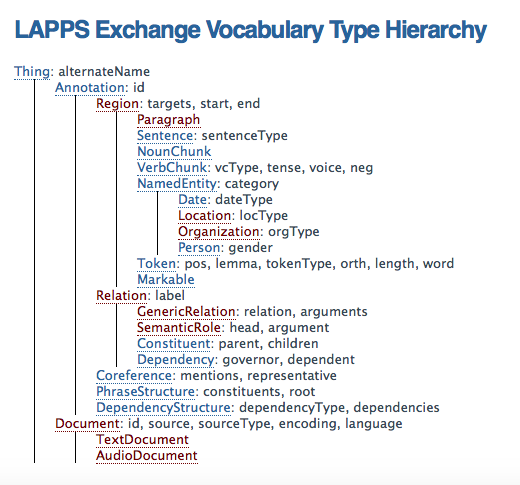 LAPPS Exchange Vocabulary Type Hierarchy
Thing: alternateName
Annotation: id
Region: targets, start, end
Paragraph
Sentence: sentenceType
NounChunk
VerbChunk: vcType, tense, voice, neg
NamedEntity: category
Date: dateType
Location: locType
Organization: orgType
Person: gender
Token: pos, lemma, tokenType, orth, length, word
Markable
Relation: label
GenericRelation: relation, arguments
SemanticRole: head, argument
Constituent: parent, children
Dependency: governor, dependent
Coreference: mentions, representative
PhraseStructure: constituents, root
DependencyStructure: dependencyType, dependencies
Document: id, source, sourceType, encoding, language
TextDocument
AudioDocument